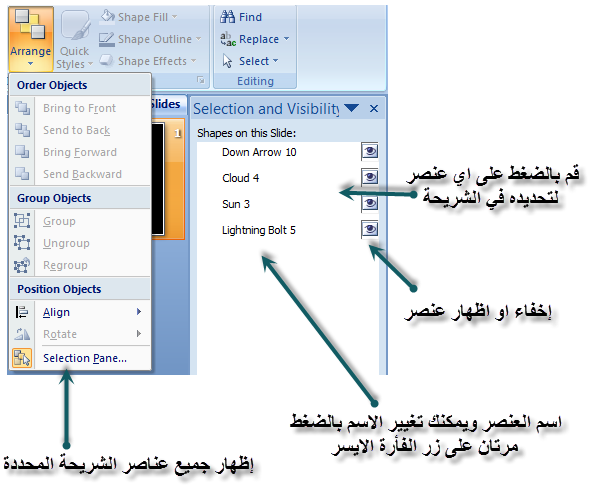 Arrange
Quick Styles
Shape Fill
Shape Outline
Shape Effects
Find
Replace
Select
Editing
Order Objects
Bring to Front
Send to Back
Bring Forward
Send Backward
Group Objects
Group
Ungroup
Regroup
Position Objects
Align
Rotate
Selection Pane...
Slides
1
Selection and Visibility
Shapes on this Slide:
Down Arrow 10
Cloud 4
Sun 3
Lightning Bolt 5
قم بالضغط على اي عنصر
لتحديده في الشريحة
إخفاء او اظهار عنصر
اسم العنصر ويمكنك تغيير الاسم بالضغط
مرتان على زر الفأرة الايسر
إظهار جميع عناصر الشريحة المحددة